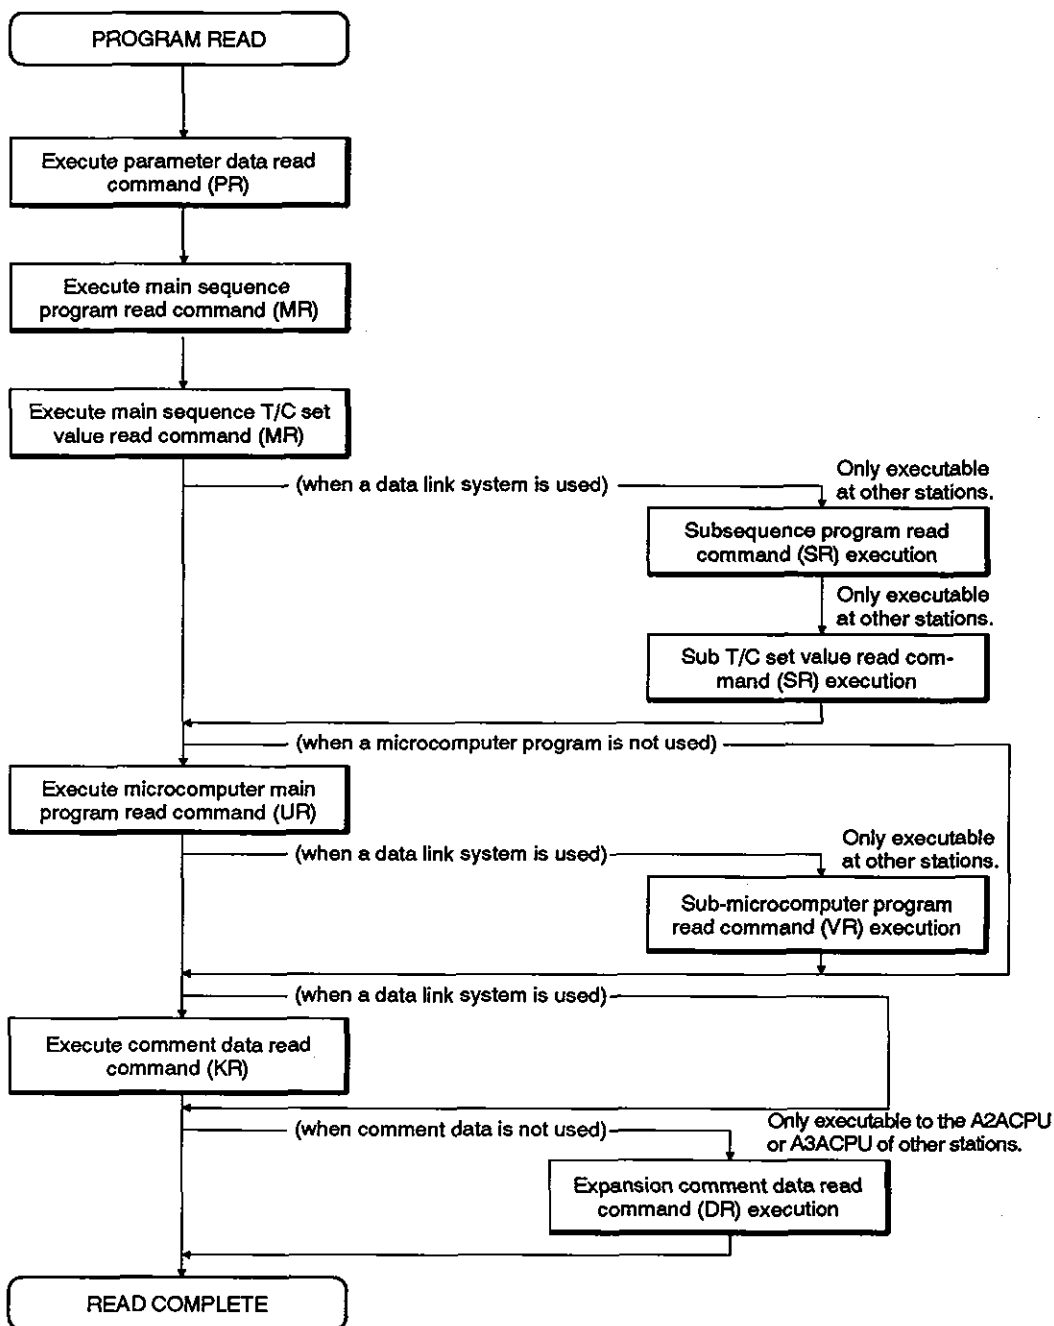 PROGRAM READ
Execute parameter data read
command (PR)
Execute main sequence
program read command (MR)
Execute main sequence T/C set
value read command (MR)
(when a data link system is used)
Only executable
at other stations.
Subsequence program read
command (SR) execution
Only executable
at other stations.
Sub T/C set value read com-
mand (SR) execution
(when a microcomputer program is not used)
Execute microcomputer main
program read command (UR)
(when a data link system is used)
Only executable
at other stations.
Sub-microcomputer program
read command (VR) execution
(when a data link system is used)
Execute comment data read
command (KR)
(when comment data is not used)
Only executable to the A2ACPU
or A3ACPU of other stations.
Expansion comment data read
command (DR) execution
READ COMPLETE